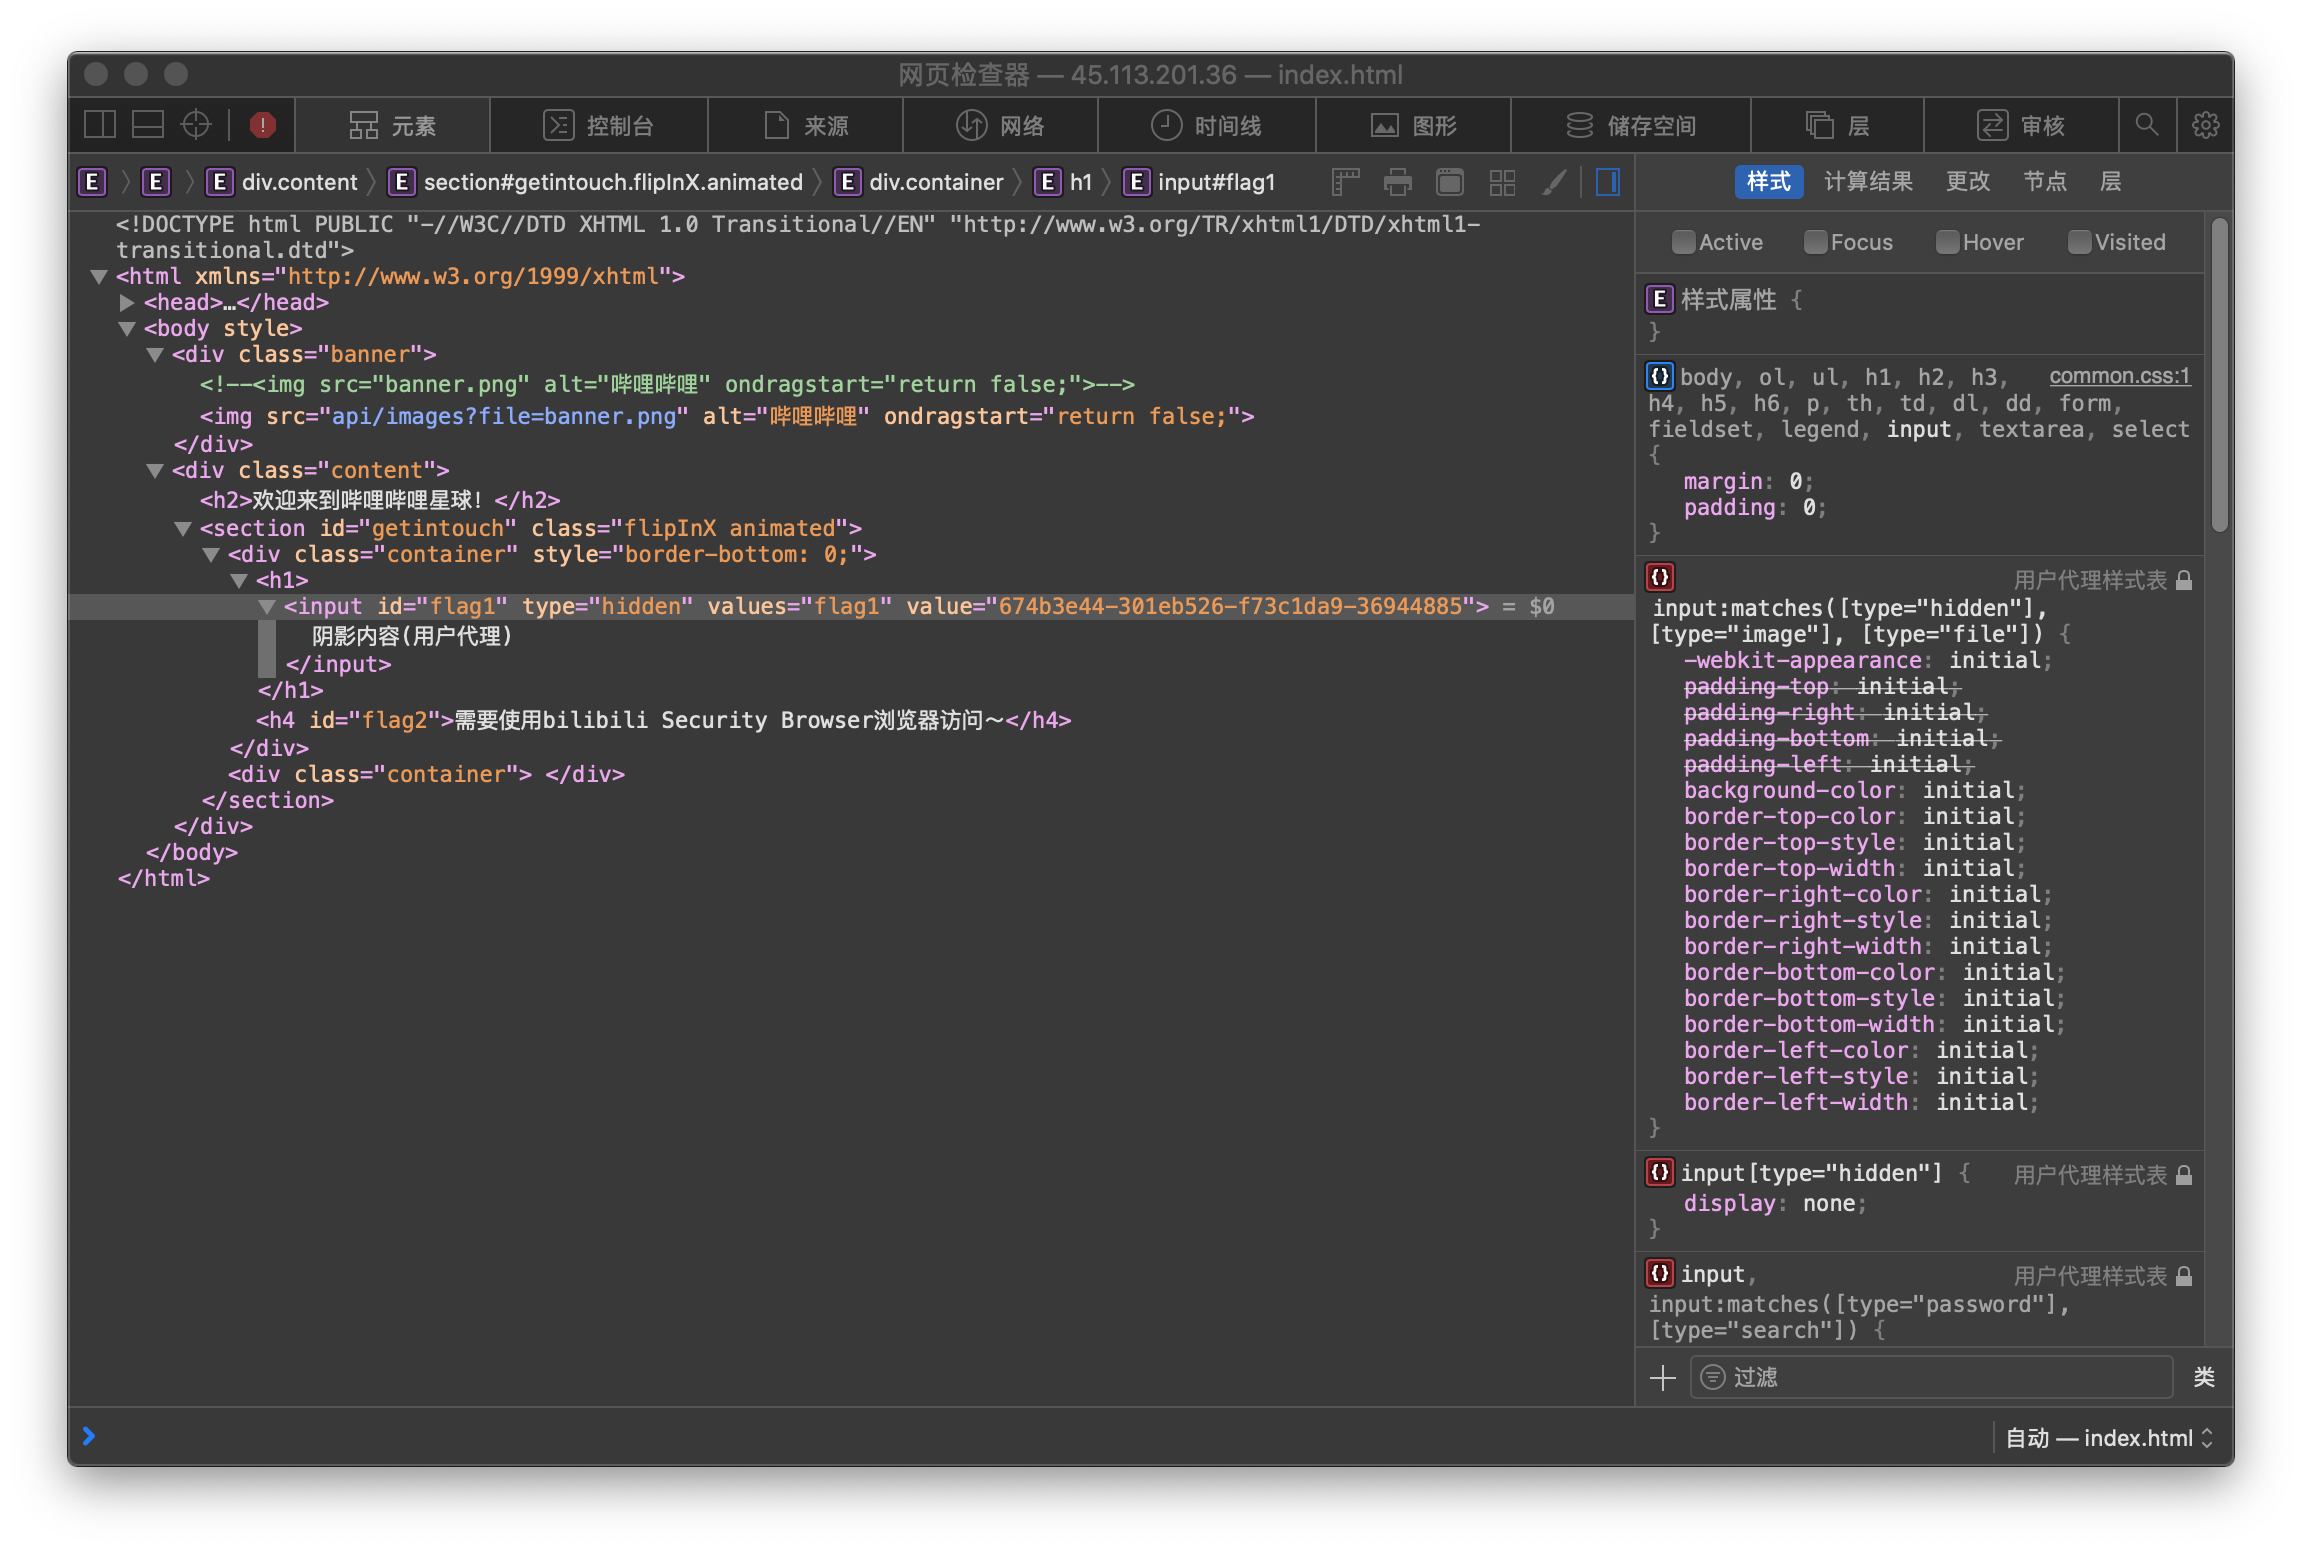 网页检查器 — 45.113.201.36 — index.html
元素 控制台 来源 网络 时间线 图形 储存空间 层 审核
E E E div.content E section#getintouch.flipInX.animated E div.container E h1 E input#flag1
样式 计算结果 更改 节点 层
<!DOCTYPE html PUBLIC "-//W3C//DTD XHTML 1.0 Transitional//EN" "http://www.w3.org/TR/xhtml1/DTD/xhtml1-
transitional.dtd">
<html xmlns="http://www.w3.org/1999/xhtml">
<head>…</head>
<body style>
<div class="banner">
<!--<img src="banner.png" alt="哔哩哔哩" ondragstart="return false;">-->
<img src="api/images?file=banner.png" alt="哔哩哔哩" ondragstart="return false;">
</div>
<div class="content">
<h2>欢迎来到哔哩哔哩星球！</h2>
<section id="getintouch" class="flipInX animated">
<div class="container" style="border-bottom: 0;">
<h1>
<input id="flag1" type="hidden" values="flag1" value="674b3e44-301eb526-f73c1da9-36944885"> = $0
阴影内容(用户代理)
</input>
</h1>
<h4 id="flag2">需要使用bilibili Security Browser浏览器访问～</h4>
</div>
<div class="container"> </div>
</section>
</div>
</body>
</html>
Active Focus Hover Visited
E 样式属性 {
}
{} body, ol, ul, h1, h2, h3, common.css:1
h4, h5, h6, p, th, td, dl, dd, form,
fieldset, legend, input, textarea, select
{
margin: 0;
padding: 0;
}
{} 用户代理样式表
input:matches([type="hidden"],
[type="image"], [type="file"]) {
-webkit-appearance: initial;
padding-top: initial;
padding-right: initial;
padding-bottom: initial;
padding-left: initial;
background-color: initial;
border-top-color: initial;
border-top-style: initial;
border-top-width: initial;
border-right-color: initial;
border-right-style: initial;
border-right-width: initial;
border-bottom-color: initial;
border-bottom-style: initial;
border-bottom-width: initial;
border-left-color: initial;
border-left-style: initial;
border-left-width: initial;
}
{} input[type="hidden"] { 用户代理样式表
display: none;
}
{} input, 用户代理样式表
input:matches([type="password"],
[type="search"]) {
过滤 类
自动 — index.html